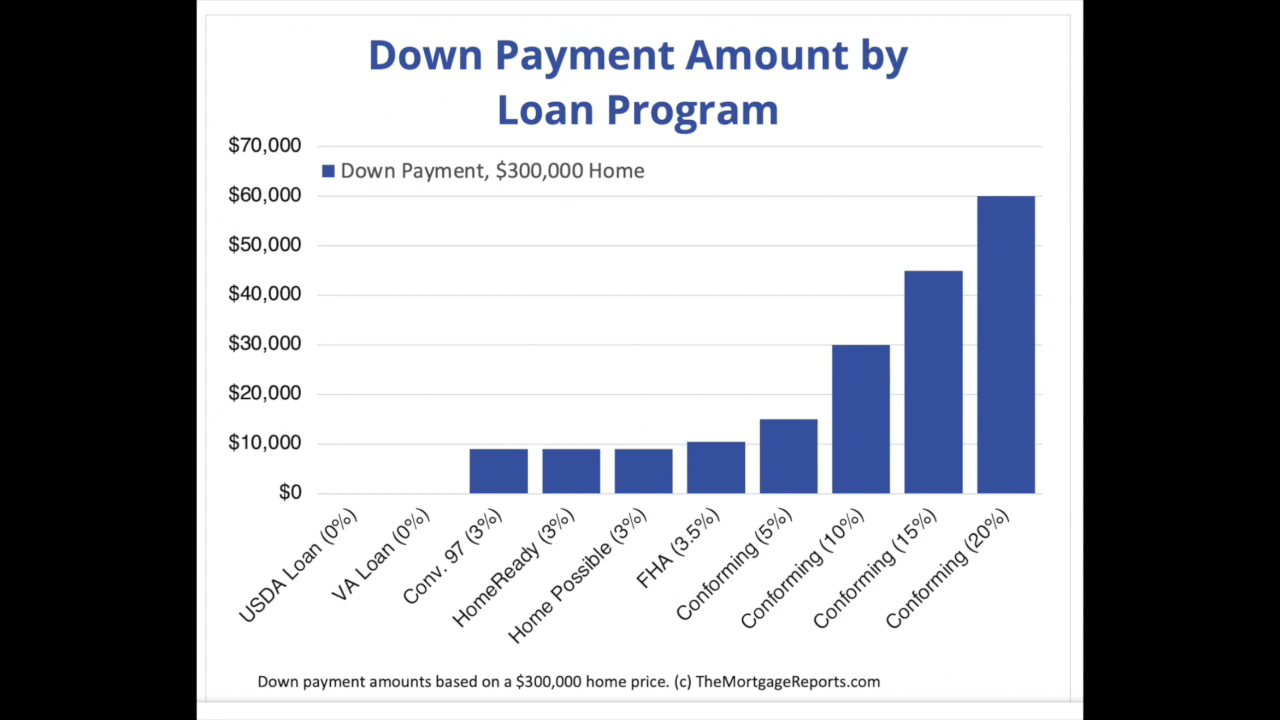 Down Payment Amount by
Loan Program
$70,000
Down Payment, $300,000 Home
$60,000
$50,000
$40,000
$30,000
$20,000
$10,000
$0
USDA Loan (0%)
VA Loan (0%)
Conv. 97 (3%)
HomeReady (3%)
Home Possible (3%)
FHA (3.5%)
Conforming (5%)
Conforming (10%)
Conforming (15%)
Conforming (20%)
Down payment amounts based on a $300,000 home price. (c) TheMortgageReports.com